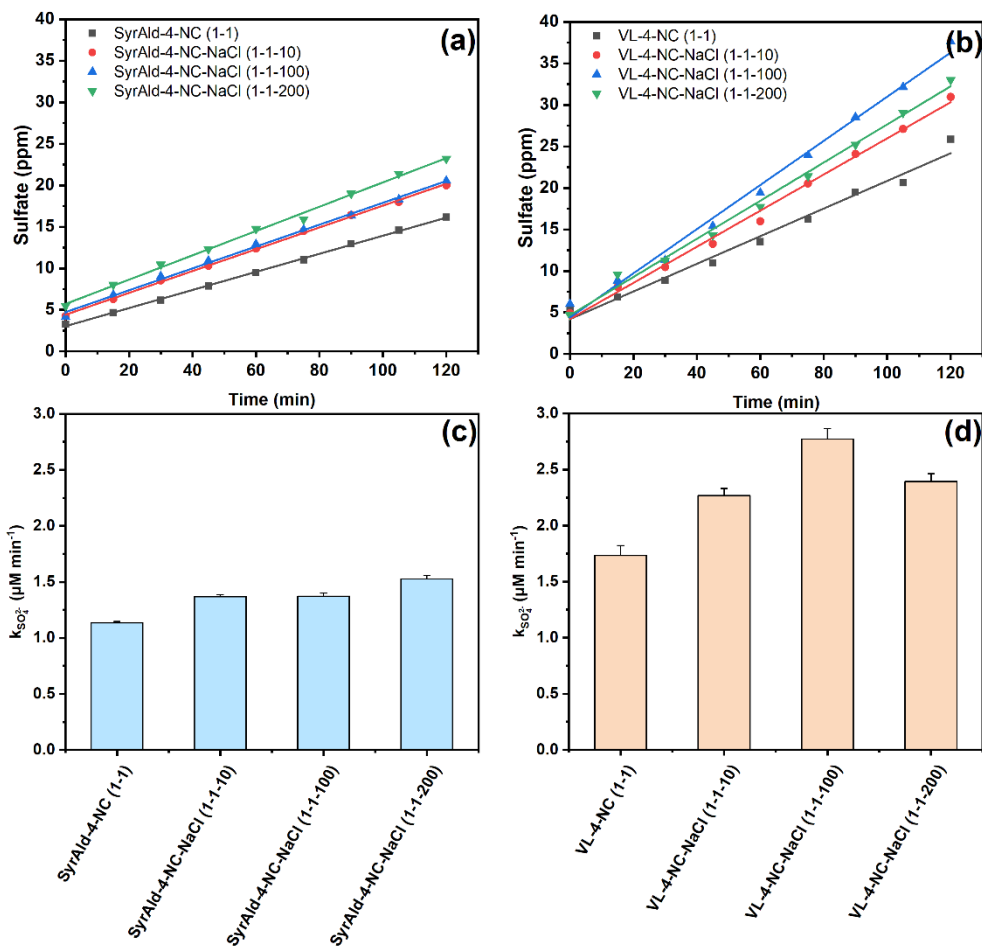 (a)
SyrAld-4-NC (1-1)
SyrAld-4-NC-NaCl (1-1-10)
SyrAld-4-NC-NaCl (1-1-100)
SyrAld-4-NC-NaCl (1-1-200)
Sulfate (ppm)
40
35
30
25
20
15
10
5
0
0 20 40 60 80 100 120
Time (min)
(b)
VL-4-NC (1-1)
VL-4-NC-NaCl (1-1-10)
VL-4-NC-NaCl (1-1-100)
VL-4-NC-NaCl (1-1-200)
Sulfate (ppm)
40
35
30
25
20
15
10
5
0
0 20 40 60 80 100 120
Time (min)
(c)
k_{SO₄²⁻} (µM min⁻¹)
3.0
2.5
2.0
1.5
1.0
0.5
0.0
SyrAld-4-NC (1-1)
SyrAld-4-NC-NaCl (1-1-10)
SyrAld-4-NC-NaCl (1-1-100)
SyrAld-4-NC-NaCl (1-1-200)
(d)
k_{SO₄²⁻} (µM min⁻¹)
3.0
2.5
2.0
1.5
1.0
0.5
0.0
VL-4-NC (1-1)
VL-4-NC-NaCl (1-1-10)
VL-4-NC-NaCl (1-1-100)
VL-4-NC-NaCl (1-1-200)